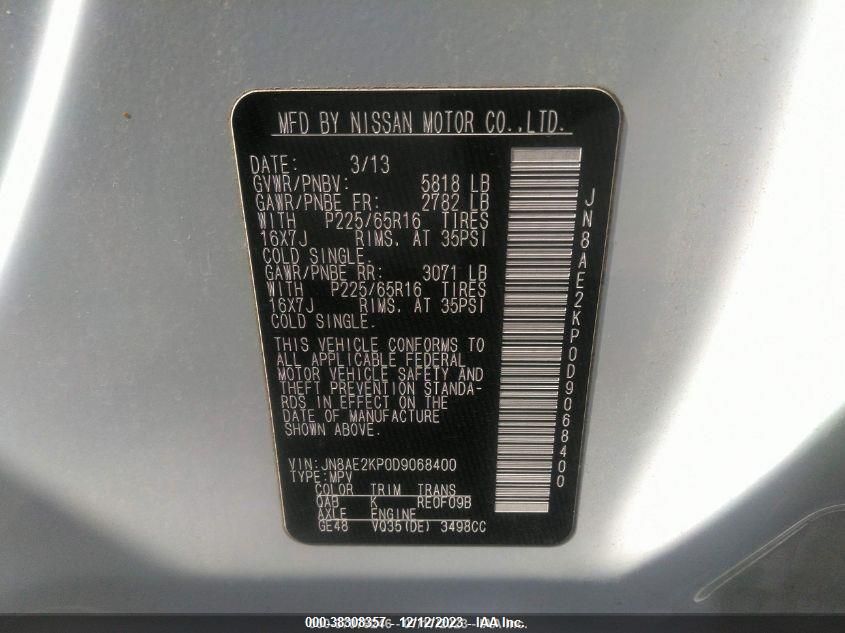 MFD BY NISSAN MOTOR CO.,LTD.
DATE: 3/13
GVWR/PNBV: 5818 LB
GAWR/PNBE FR: 2782 LB
WITH P225/65R16 TIRES
16X7J RIMS. AT 35PSI
COLD SINGLE.
GAWR/PNBE RR: 3071 LB
WITH P225/65R16 TIRES
16X7J RIMS. AT 35PSI
COLD SINGLE.
THIS VEHICLE CONFORMS TO
ALL APPLICABLE FEDERAL
MOTOR VEHICLE SAFETY AND
THEFT PREVENTION STANDA-
RDS IN EFFECT ON THE
DATE OF MANUFACTURE
SHOWN ABOVE.
VIN:JN8AE2KP0D9068400
TYPE:MPV
COLOR TRIM TRANS
QAB K RE0F09B
AXLE ENGINE
GE48 VQ35(DE) 3498CC
JN8AE2KP0D9068400
000-38308357 - 12/12/2023 - IAA Inc.